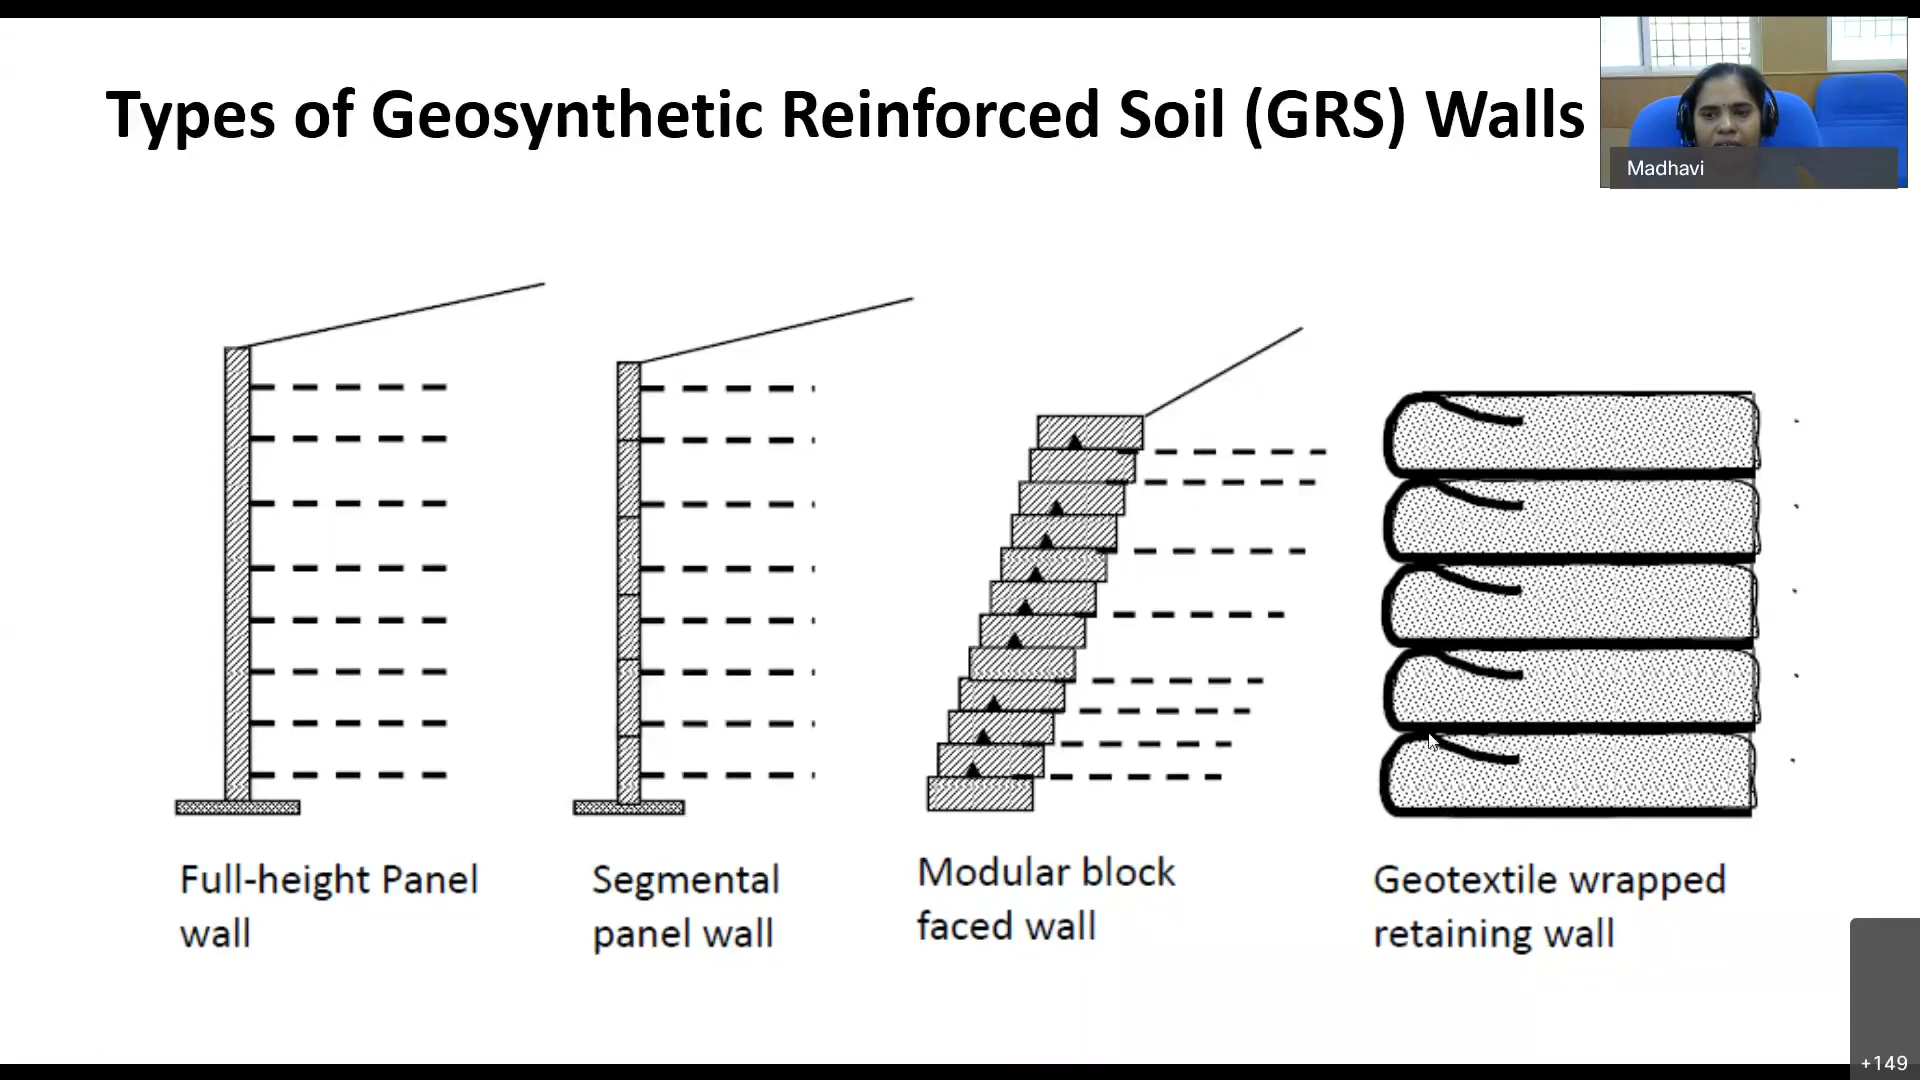 Types of Geosynthetic Reinforced Soil (GRS) Walls
Madhavi
Full-height Panel
wall
Segmental
panel wall
Modular block
faced wall
Geotextile wrapped
retaining wall
+149